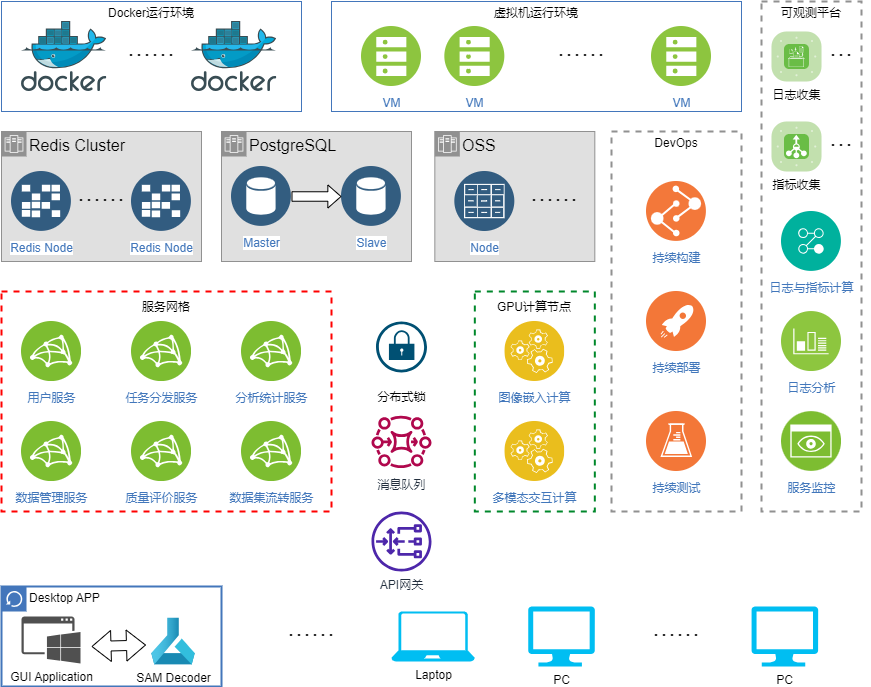 Docker运行环境
docker
docker
虚拟机运行环境
VM
VM
VM
可观测平台
日志收集
指标收集
日志与指标计算
日志分析
服务监控
Redis Cluster
Redis Node
Redis Node
PostgreSQL
Master
Slave
OSS
Node
DevOps
持续构建
持续部署
持续测试
服务网格
用户服务
任务分发服务
分析统计服务
数据管理服务
质量评价服务
数据集流转服务
分布式锁
消息队列
API网关
GPU计算节点
图像嵌入计算
多模态交互计算
Desktop APP
GUI Application
SAM Decoder
Laptop
PC
PC